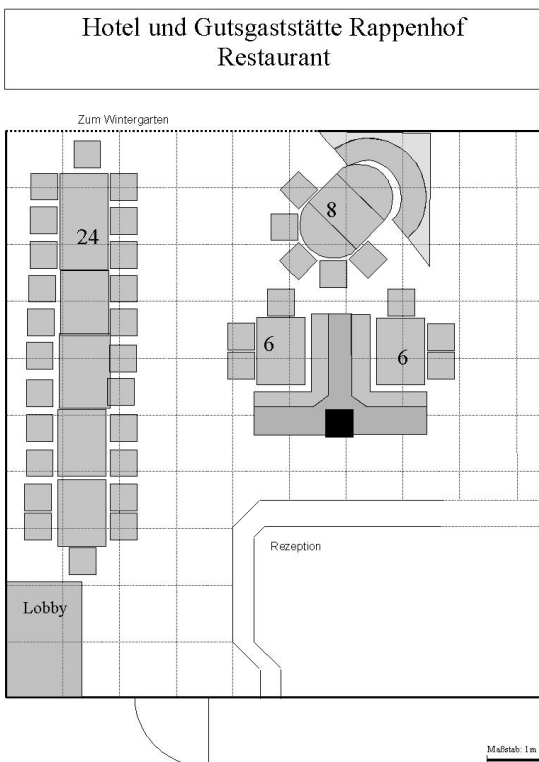 Hotel und Gutsgaststätte Rappenhof
Restaurant
Zum Wintergarten
24
8
6
6
Rezeption
Lobby
Maßstab: 1m